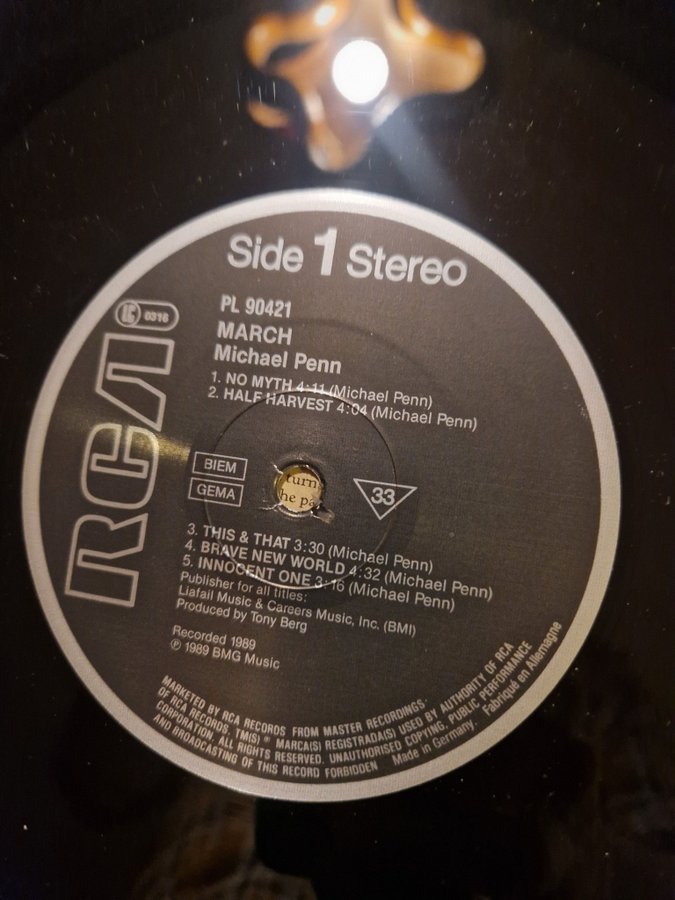 Side 1 Stereo
PL 90421
MARCH
Michael Penn
1. NO MYTH 4:11 (Michael Penn)
2. HALF HARVEST 4:04 (Michael Penn)
LC 0316
RCA
BIEM
GEMA
turn
he pa
33
3. THIS & THAT 3:30 (Michael Penn)
4. BRAVE NEW WORLD 4:32 (Michael Penn)
5. INNOCENT ONE 3:16 (Michael Penn)
Publisher for all titles:
Liafail Music & Careers Music, Inc. (BMI)
Produced by Tony Berg
Recorded 1989
℗ 1989 BMG Music
MARKETED BY RCA RECORDS FROM MASTER RECORDINGS·
OF RCA RECORDS. TM(S) ® MARCA(S) REGISTRADA(S) USED BY AUTHORITY OF RCA
CORPORATION. ALL RIGHTS RESERVED. UNAUTHORISED COPYING, PUBLIC PERFORMANCE
AND BROADCASTING OF THIS RECORD FORBIDDEN Made in Germany· Fabriqué en Allemagne